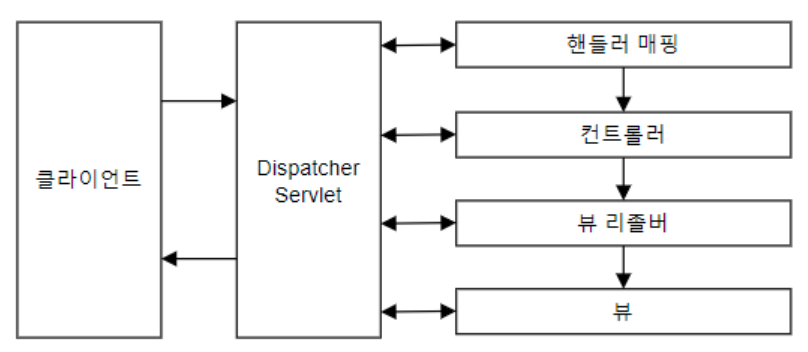 클라이언트
Dispatcher
Servlet
핸들러 매핑
컨트롤러
뷰 리졸버
뷰